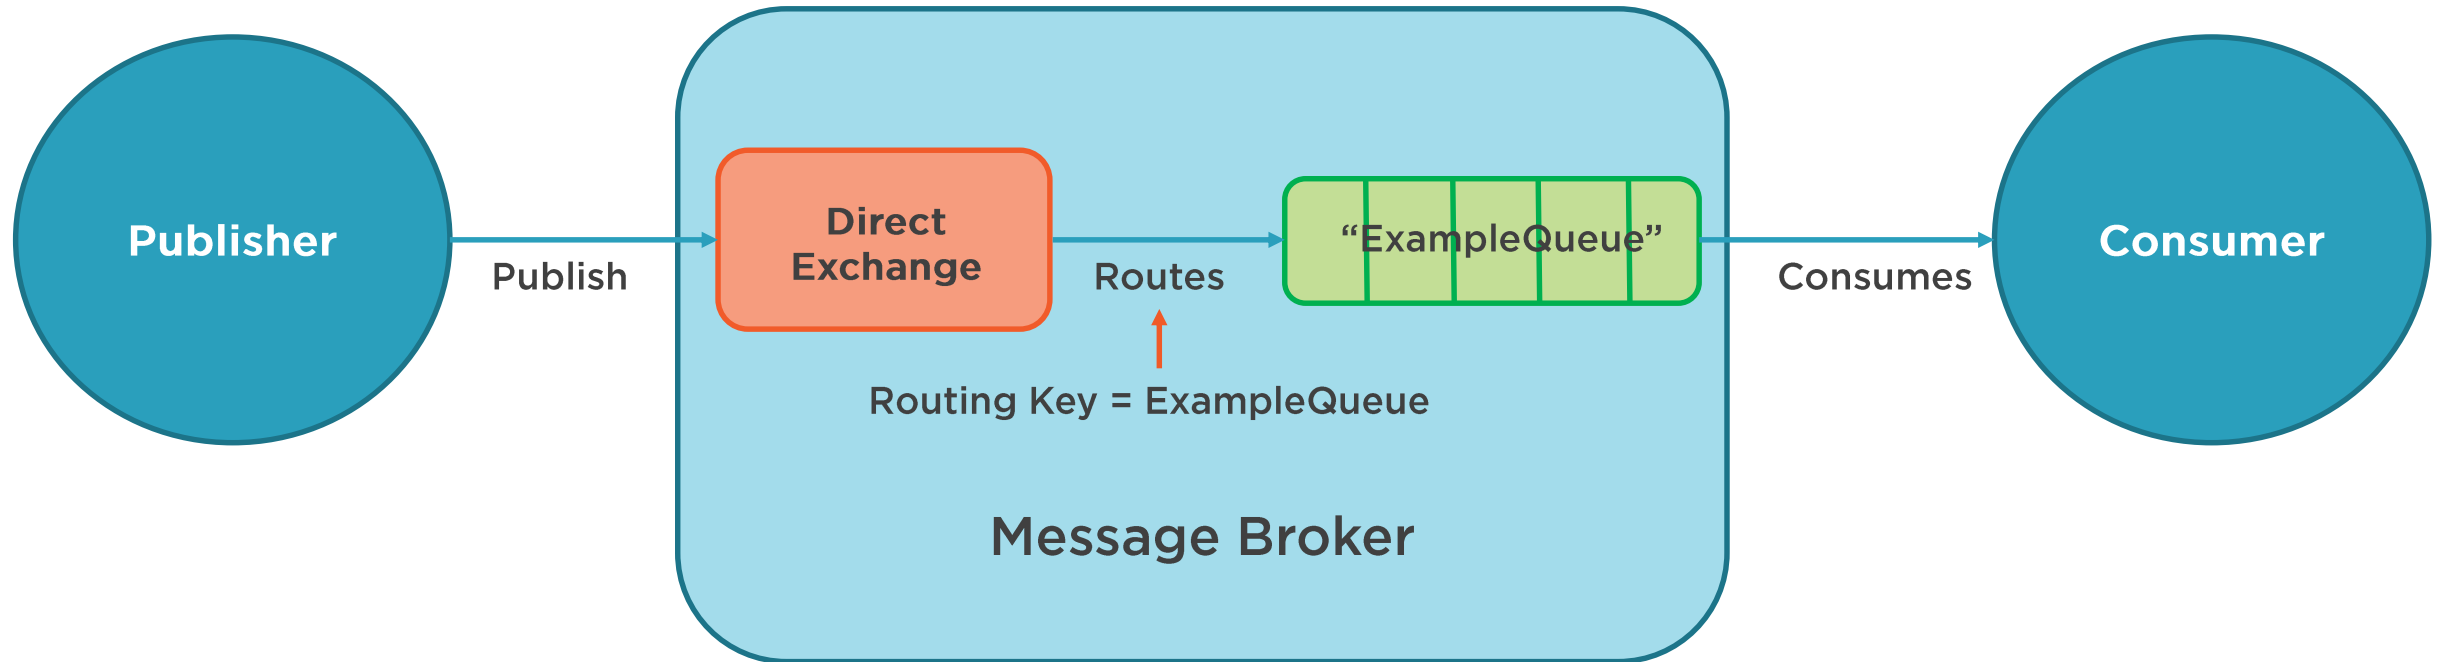 Publisher
Publish
Direct
Exchange
Routes
“ExampleQueue”
Consumes
Consumer
Routing Key = ExampleQueue
Message Broker